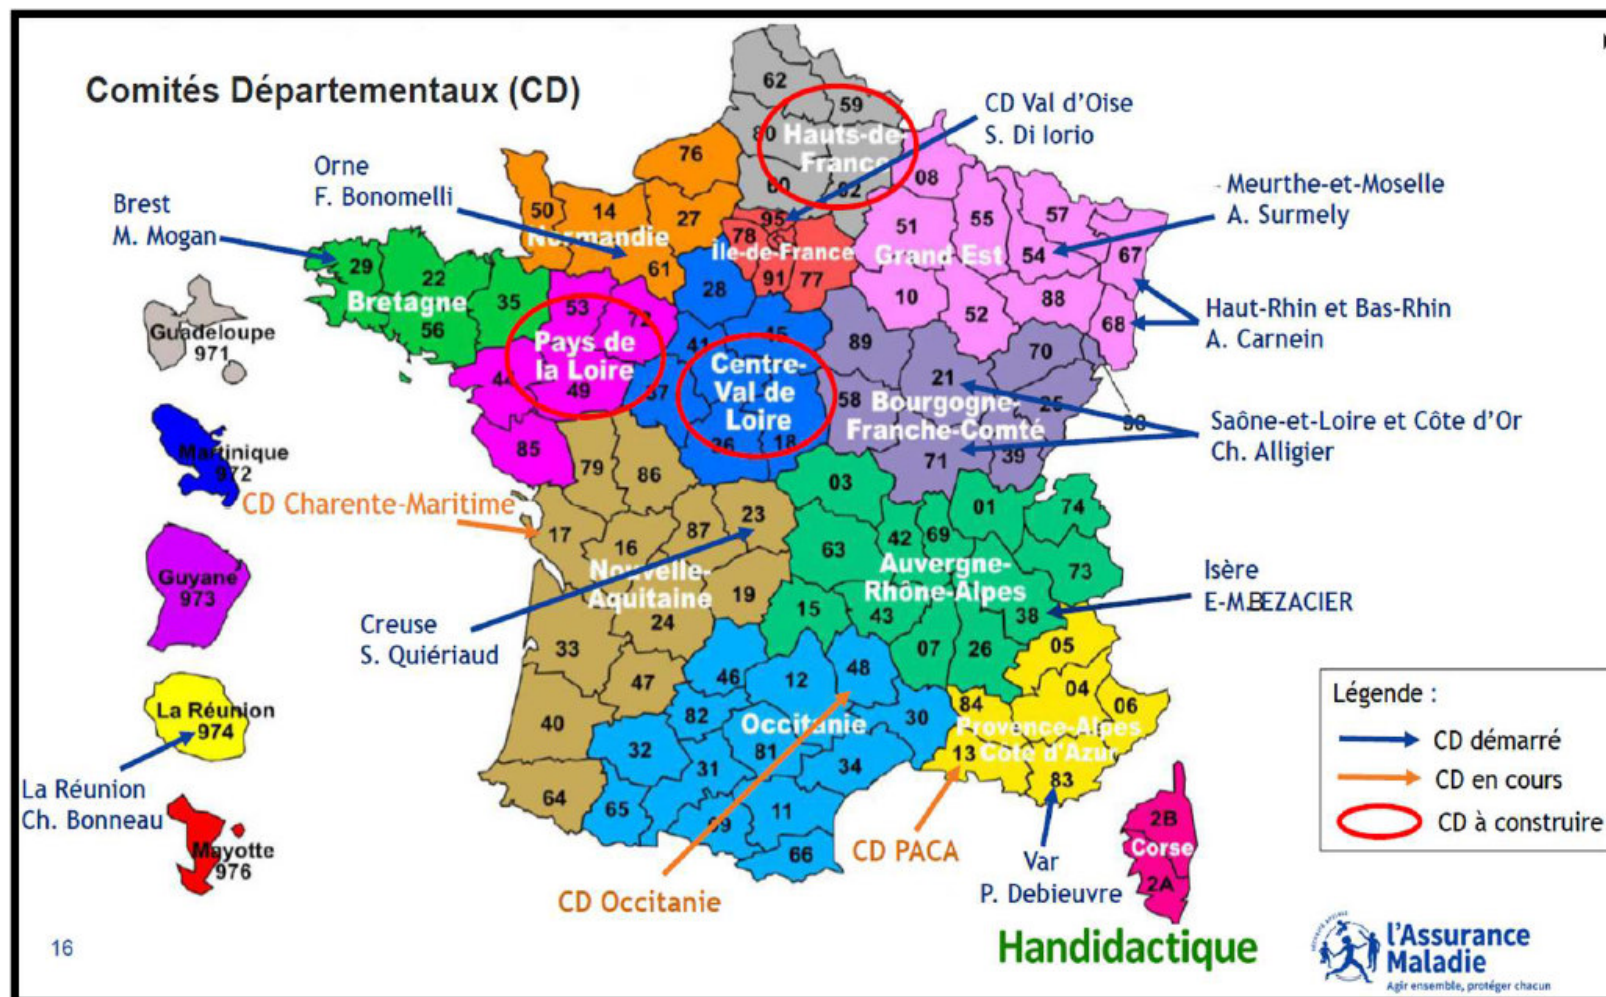 Comités Départementaux (CD)
CD Val d'Oise
S. Di Iorio
Orne
F. Bonomelli
Brest
M. Mogan
Meurthe-et-Moselle
A. Surmely
Haut-Rhin et Bas-Rhin
A. Carnein
Saône-et-Loire et Côte d'Or
Ch. Alligier
CD Charente-Maritime
Creuse
S. Quiériaud
Isère
E-M.BEZACIER
La Réunion
Ch. Bonneau
CD Occitanie
CD PACA
Var
P. Debieuvre
62
59
80
Hauts-de-
France
60
02
76
50
14
27
Normandie
61
95
78
Île-de-France
91
77
08
51
55
57
54
67
Grand Est
10
52
88
68
29
22
35
Bretagne
56
53
72
Pays de
la Loire
44
49
85
28
45
41
Centre-
Val de
Loire
37
36
18
89
70
21
25
58
Bourgogne-
Franche-Comté
71
39
90
79
86
17
16
87
23
Nouvelle-
Aquitaine
19
24
33
47
40
64
03
01
74
42
69
63
Auvergne-
Rhône-Alpes
73
15
43
38
07
26
46
12
48
82
Occitanie
30
32
81
31
34
65
09
11
66
05
04
84
06
Provence-Alpes
Côte d'Azur
13
83
2B
Corse
2A
Guadeloupe
971
Martinique
972
Guyane
973
La Réunion
974
Mayotte
976
Légende :
CD démarré
CD en cours
CD à construire
16
Handidactique
l'Assurance
Maladie
Agir ensemble, protéger chacun